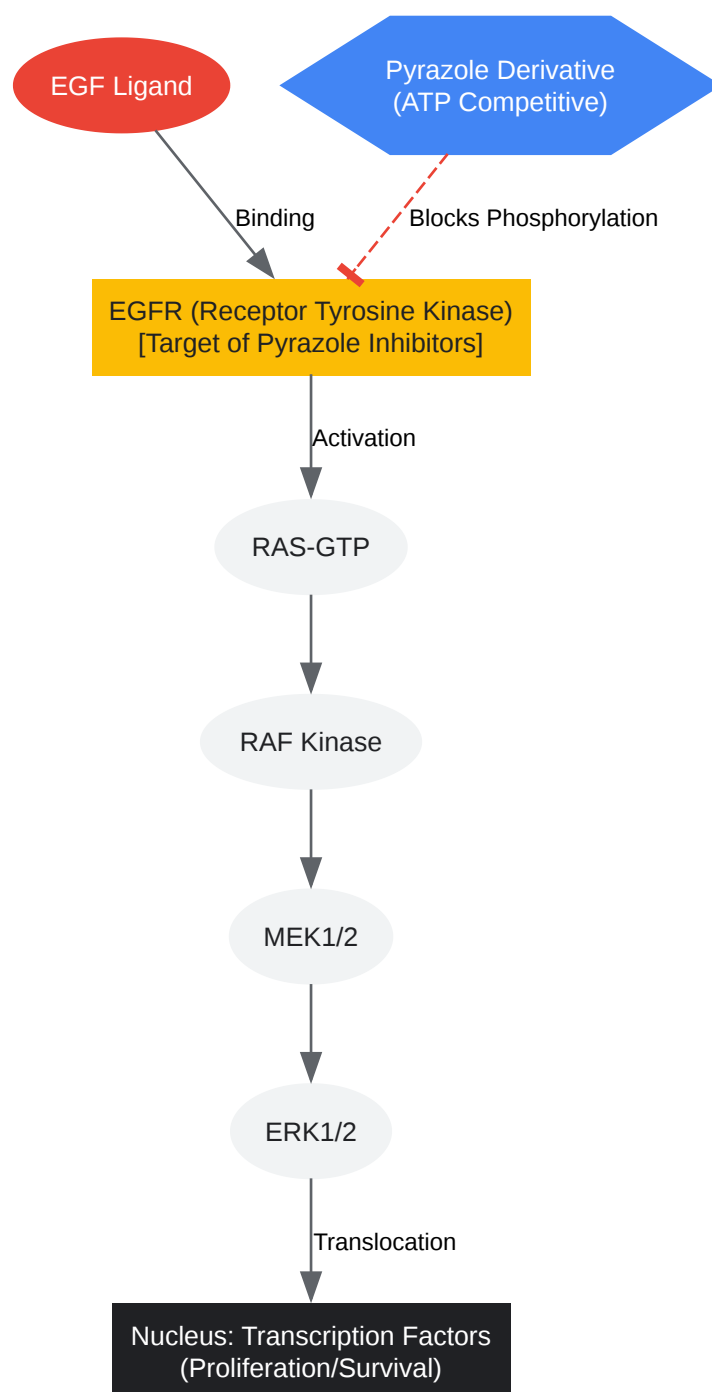 EGF Ligand
Pyrazole Derivative
(ATP Competitive)
Binding
Blocks Phosphorylation
EGFR (Receptor Tyrosine Kinase)
[Target of Pyrazole Inhibitors]
Activation
RAS-GTP
RAF Kinase
MEK1/2
ERK1/2
Translocation
Nucleus: Transcription Factors
(Proliferation/Survival)